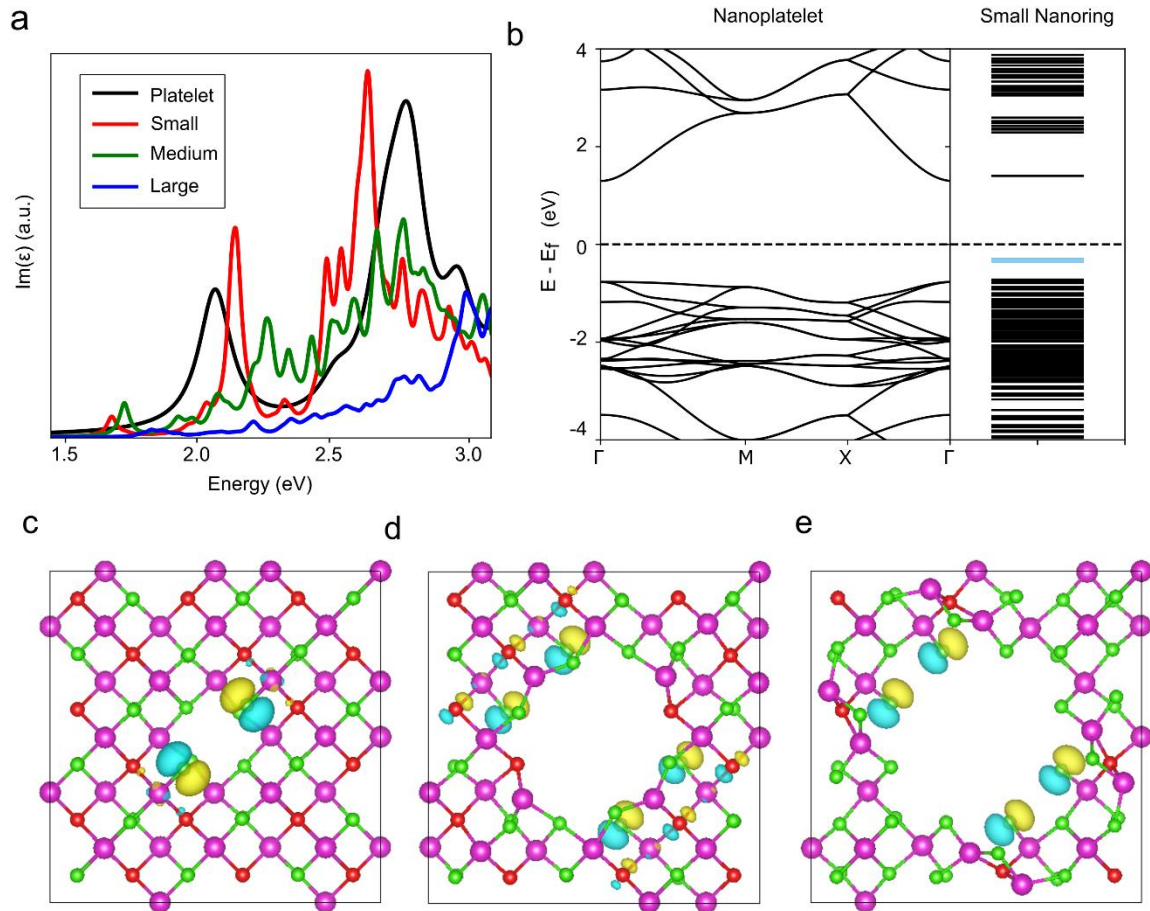 a
Platelet
Small
Medium
Large
Im(ε) (a.u.)
1.5 2.0 2.5 3.0
Energy (eV)
b
Nanoplatelet Small Nanoring
E - Ef (eV)
4
2
0
-2
-4
Γ M X Γ
c
d
e